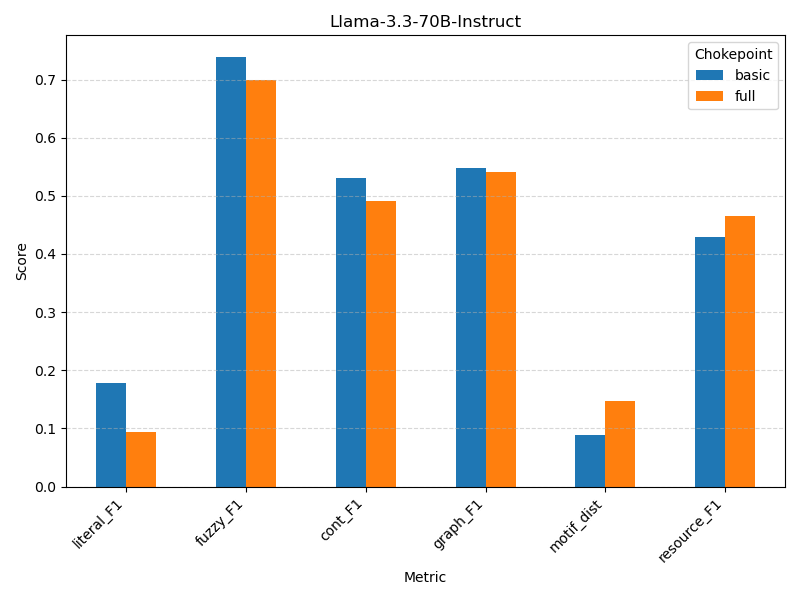 Llama-3.3-70B-Instruct
Chokepoint
basic
full
Score
0.7
0.6
0.5
0.4
0.3
0.2
0.1
0.0
literal_F1
fuzzy_F1
cont_F1
graph_F1
motif_dist
resource_F1
Metric